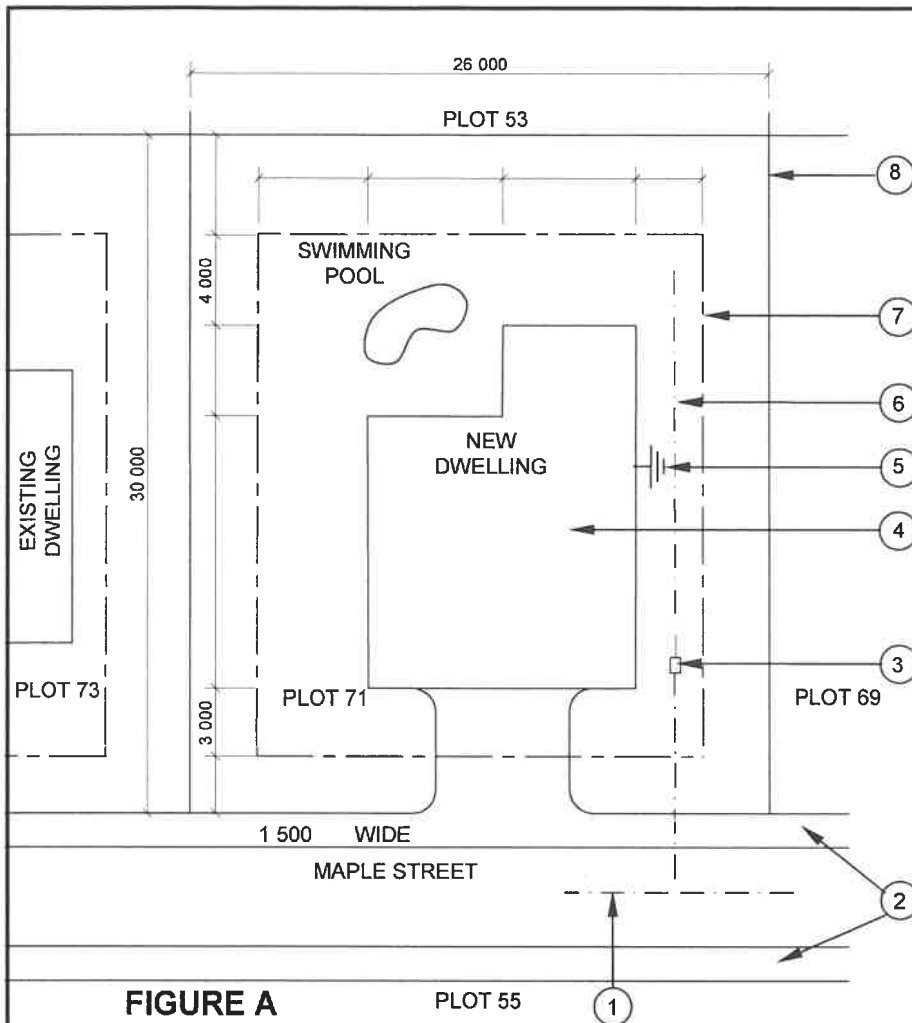 26 000
PLOT 53
8
SWIMMING
POOL
4 000
7
6
NEW
DWELLING
5
EXISTING
DWELLING
30 000
4
3
PLOT 73
PLOT 71
PLOT 69
3 000
1 500 WIDE
MAPLE STREET
2
FIGURE A
PLOT 55
1